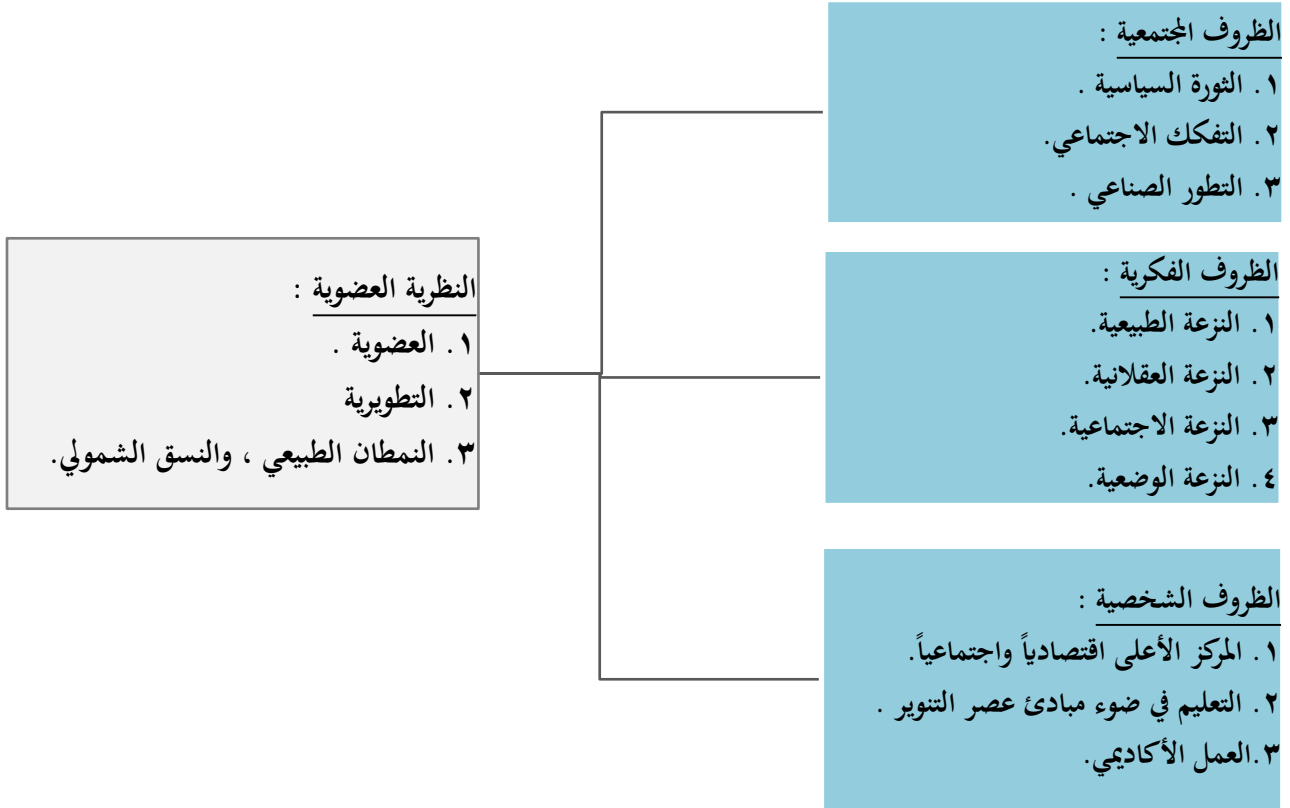 الظروف المجتمعية :
١. الثورة السياسية .
٢. التفكك الاجتماعي.
٣. التطور الصناعي .
الظروف الفكرية :
١. النزعة الطبيعية.
٢. النزعة العقلانية.
٣. النزعة الاجتماعية.
٤. النزعة الوضعية.
الظروف الشخصية :
١. المركز الأعلى اقتصادياً واجتماعياً.
٢. التعليم في ضوء مبادئ عصر التنوير .
٣.العمل الأكاديمي.
النظرية العضوية :
١. العضوية .
٢. التطويرية
٣. النمطان الطبيعي ، والنسق الشمولي.